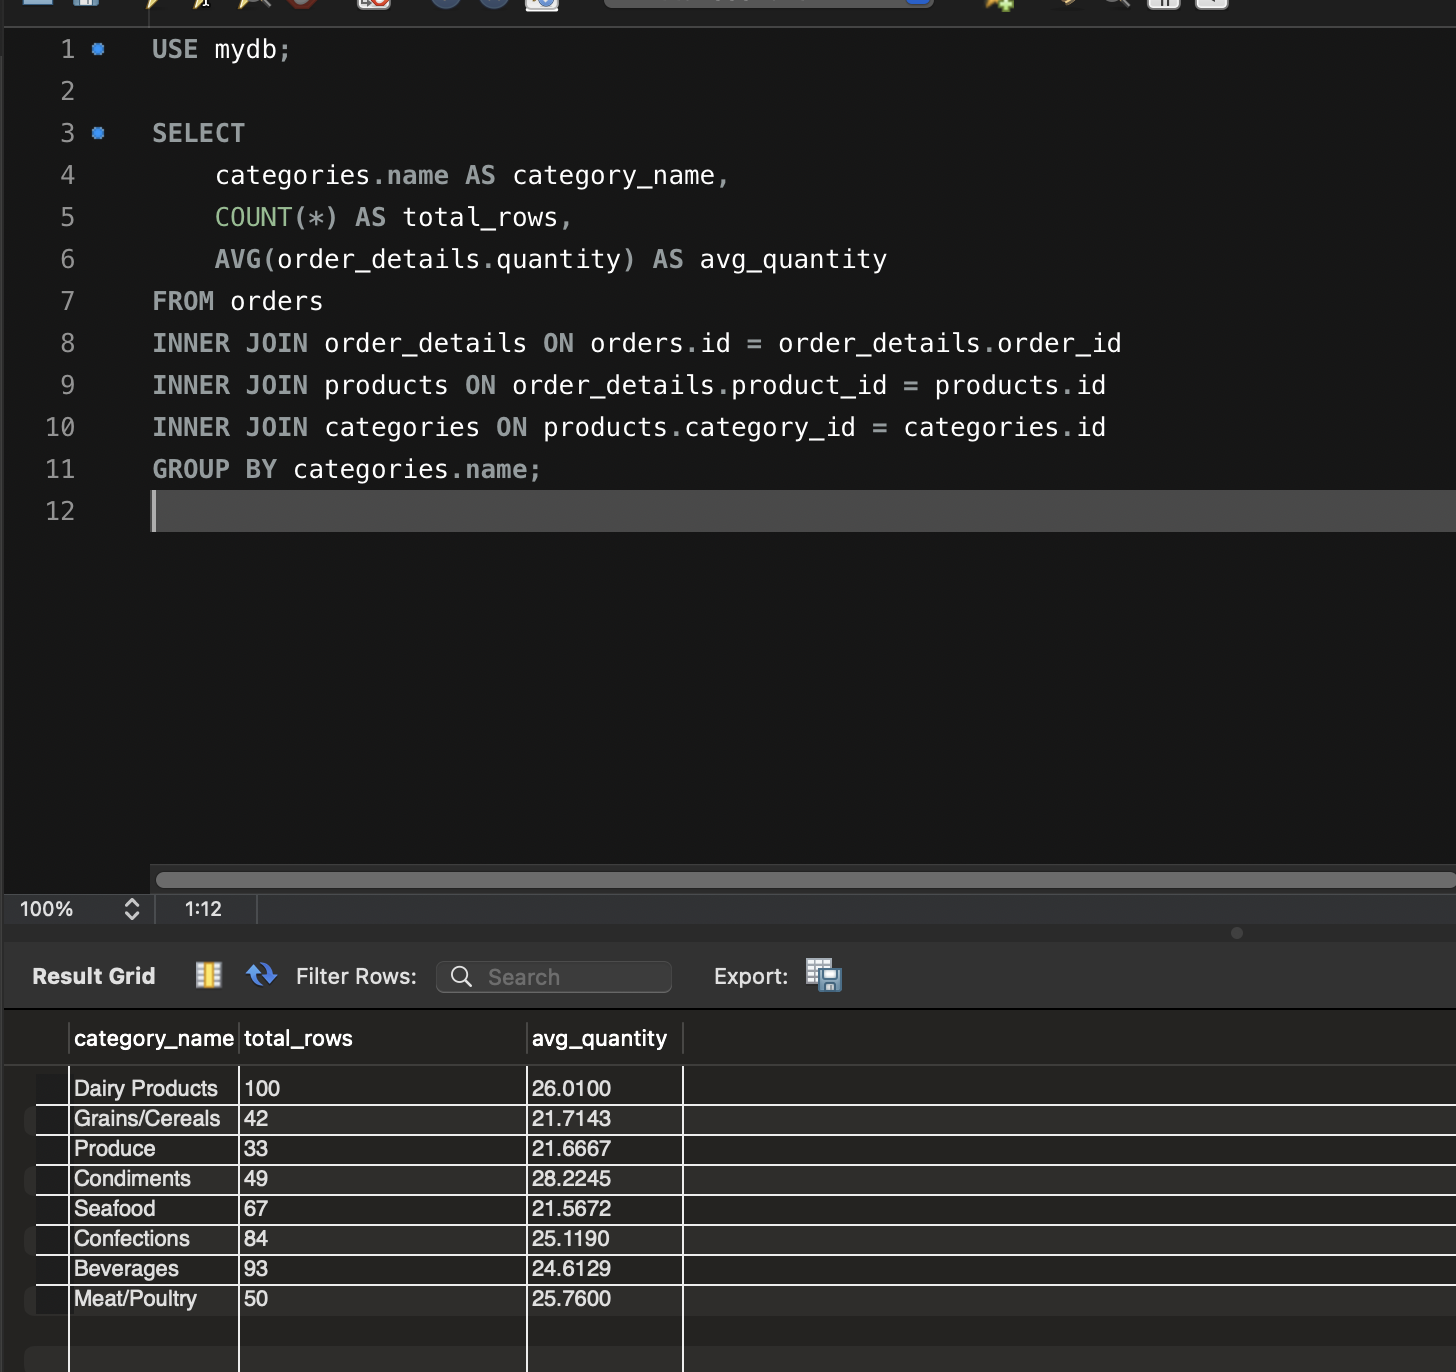 1 USE mydb;
2
3 SELECT
4 categories.name AS category_name,
5 COUNT(*) AS total_rows,
6 AVG(order_details.quantity) AS avg_quantity
7 FROM orders
8 INNER JOIN order_details ON orders.id = order_details.order_id
9 INNER JOIN products ON order_details.product_id = products.id
10 INNER JOIN categories ON products.category_id = categories.id
11 GROUP BY categories.name;
12
100% 1:12
Result Grid Filter Rows: Search Export:
category_name total_rows avg_quantity
Dairy Products 100 26.0100
Grains/Cereals 42 21.7143
Produce 33 21.6667
Condiments 49 28.2245
Seafood 67 21.5672
Confections 84 25.1190
Beverages 93 24.6129
Meat/Poultry 50 25.7600